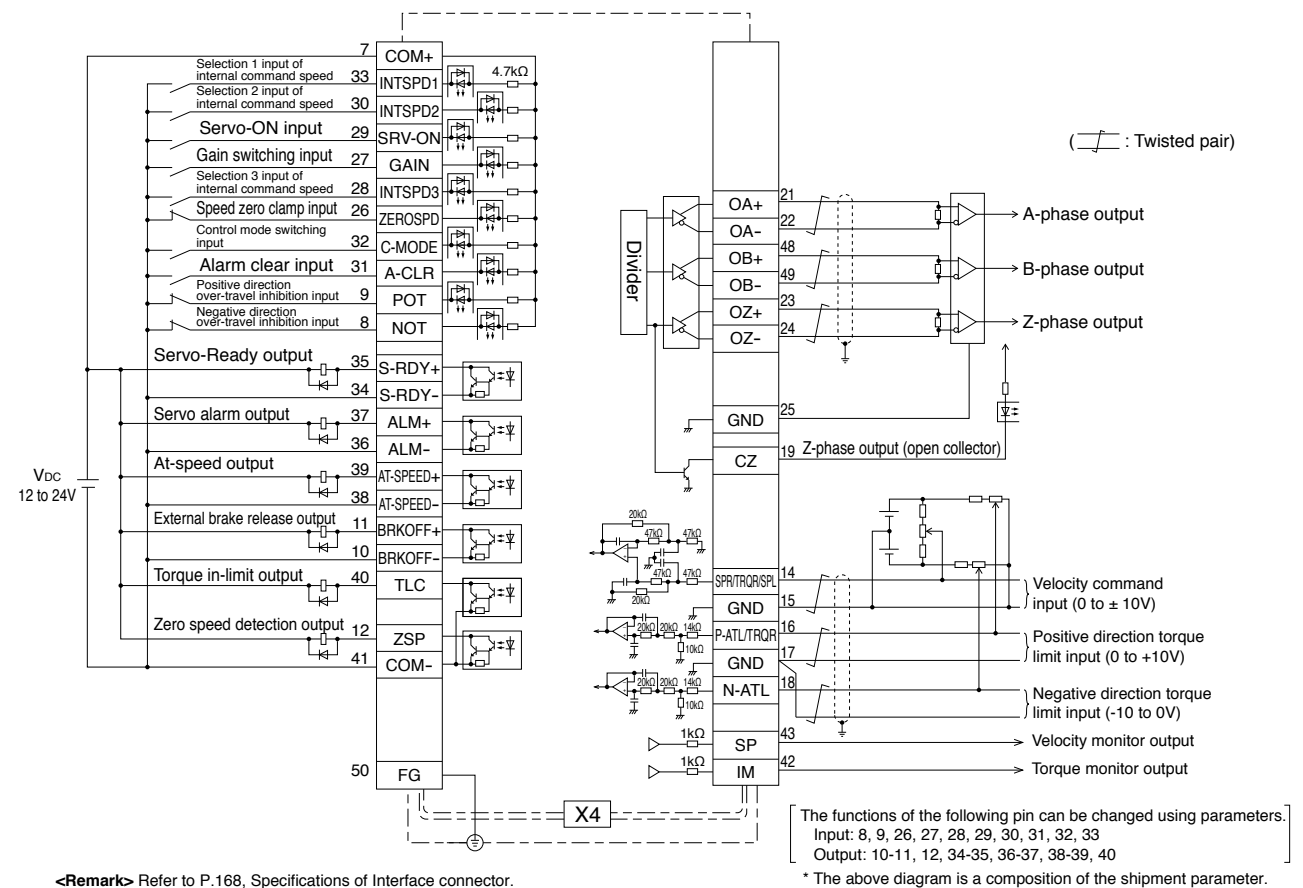 7 COM+
Selection 1 input of
internal command speed 33 INTSPD1 4.7kΩ
Selection 2 input of
internal command speed 30 INTSPD2
Servo-ON input 29 SRV-ON
Gain switching input 27 GAIN
Selection 3 input of
internal command speed 28 INTSPD3
Speed zero clamp input 26 ZEROSPD
Control mode switching
input 32 C-MODE
Alarm clear input 31 A-CLR
Positive direction
over-travel inhibition input 9 POT
Negative direction
over-travel inhibition input 8 NOT
Servo-Ready output 35 S-RDY+
34 S-RDY-
Servo alarm output 37 ALM+
36 ALM-
At-speed output 39 AT-SPEED+
38 AT-SPEED-
VDC
12 to 24V
External brake release output 11 BRKOFF+
10 BRKOFF-
Torque in-limit output 40 TLC
Zero speed detection output 12 ZSP
41 COM-
50 FG
X4
( : Twisted pair)
Divider
OA+ 21
OA- 22
A-phase output
OB+ 48
OB- 49
B-phase output
OZ+ 23
OZ- 24
Z-phase output
GND 25
CZ 19 Z-phase output (open collector)
20kΩ
47kΩ 47kΩ
47kΩ 47kΩ
20kΩ
SPR/TRQR/SPL 14
GND 15
Velocity command
input (0 to ± 10V)
20kΩ 20kΩ 14kΩ
10kΩ
P-ATL/TRQR 16
GND 17
Positive direction torque
limit input (0 to +10V)
20kΩ 20kΩ 14kΩ
10kΩ
N-ATL 18
Negative direction torque
limit input (-10 to 0V)
1kΩ SP 43 Velocity monitor output
1kΩ IM 42 Torque monitor output
The functions of the following pin can be changed using parameters.
Input: 8, 9, 26, 27, 28, 29, 30, 31, 32, 33
Output: 10-11, 12, 34-35, 36-37, 38-39, 40
* The above diagram is a composition of the shipment parameter.
<Remark> Refer to P.168, Specifications of Interface connector.